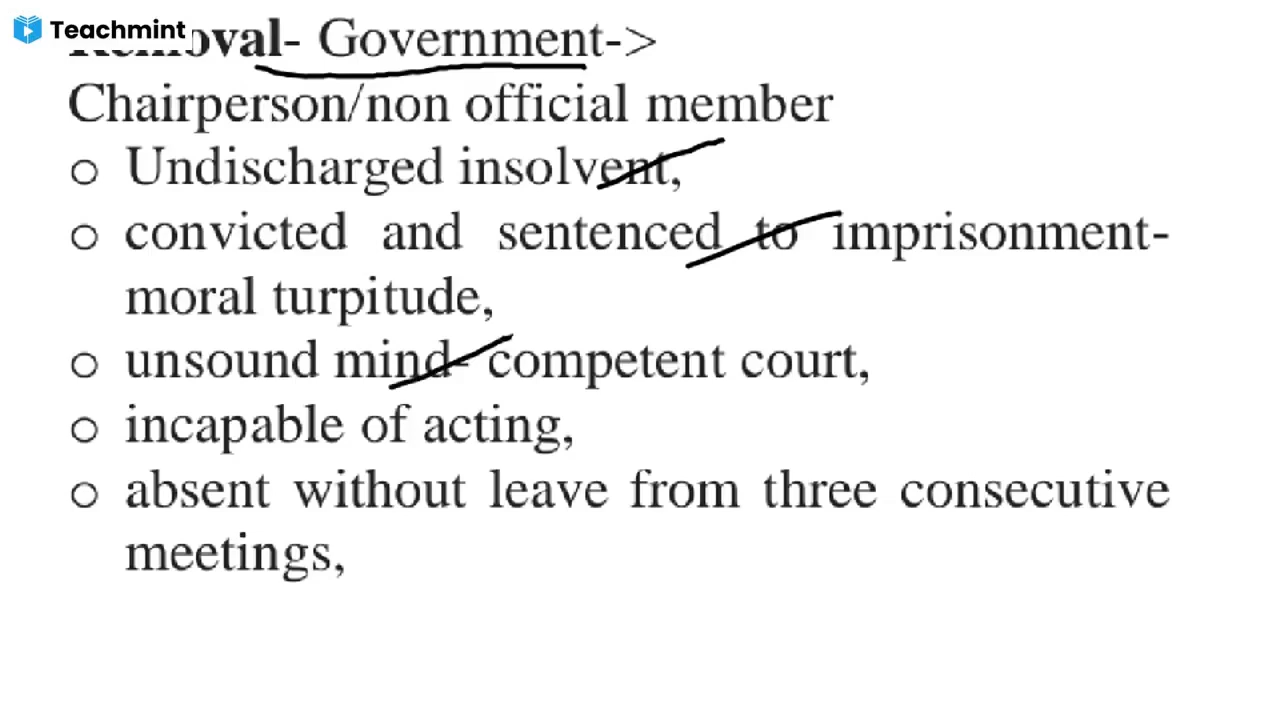 Teachmint
Removal- Government->
Chairperson/non official member
o Undischarged insolvent,
o convicted and sentenced to imprisonment-
moral turpitude,
o unsound mind- competent court,
o incapable of acting,
o absent without leave from three consecutive
meetings,